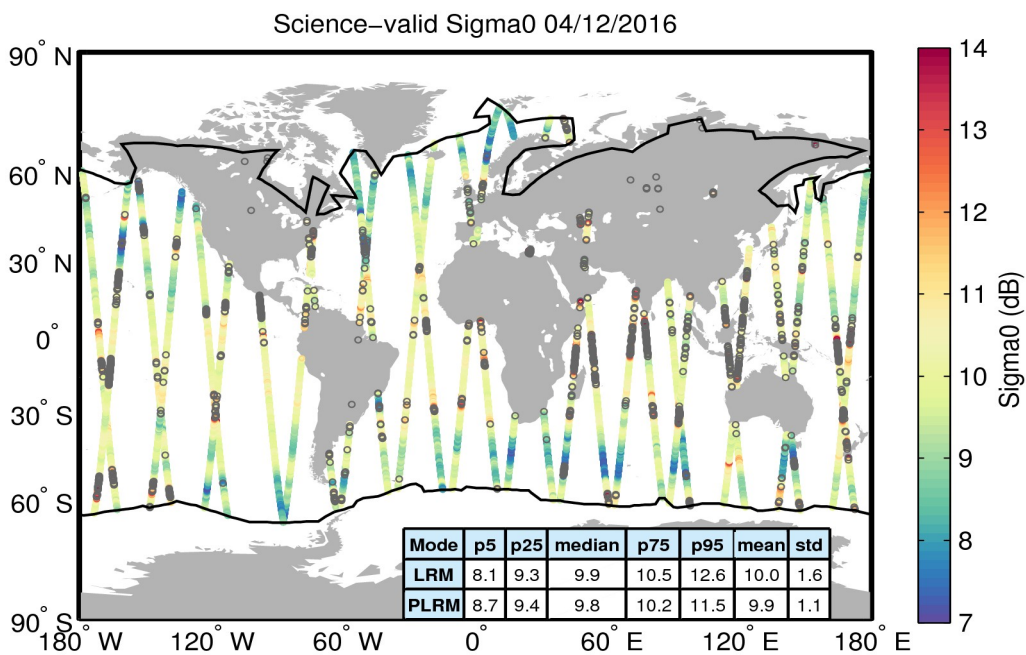 Science−valid Sigma0 04/12/2016
90° N
60° N
30° N
0°
30° S
60° S
90° S
180° W
120° W
60° W
0°
60° E
120° E
180° E
14
13
12
11
10
9
8
7
Sigma0 (dB)
Mode p5 p25 median p75 p95 mean std
LRM 8.1 9.3 9.9 10.5 12.6 10.0 1.6
PLRM 8.7 9.4 9.8 10.2 11.5 9.9 1.1